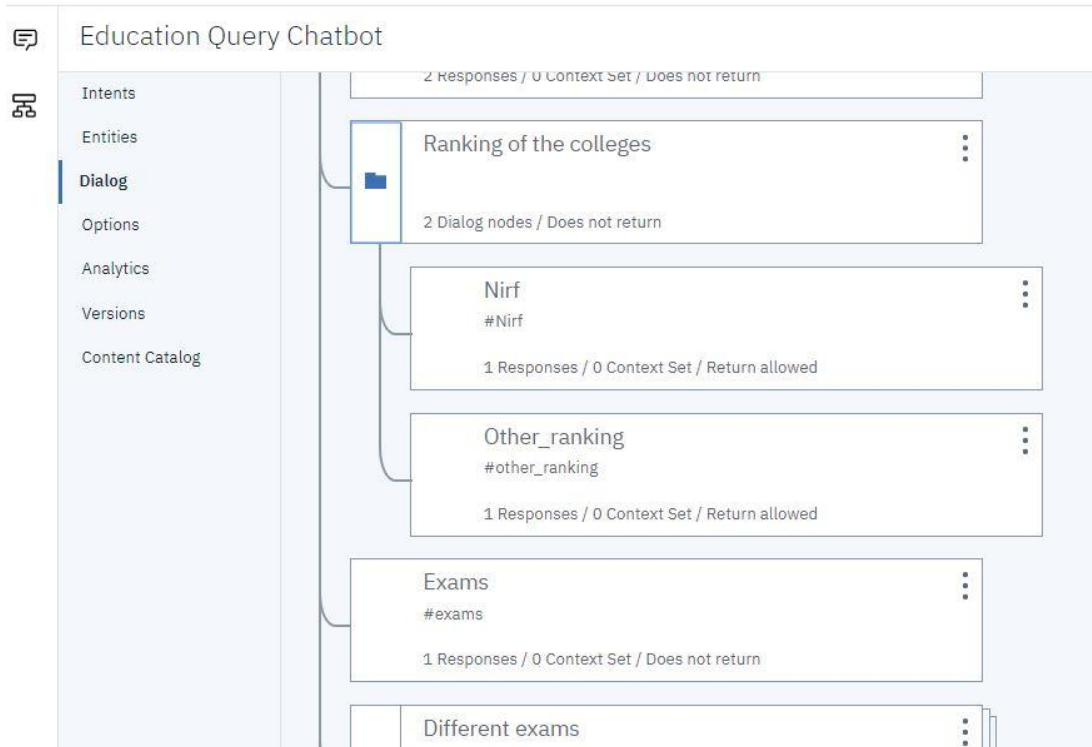 Education Query Chatbot
Intents
Entities
Dialog
Options
Analytics
Versions
Content Catalog
2 Responses / 0 Context Set / Does not return
Ranking of the colleges
2 Dialog nodes / Does not return
Nirf
#Nirf
1 Responses / 0 Context Set / Return allowed
Other_ranking
#other_ranking
1 Responses / 0 Context Set / Return allowed
Exams
#exams
1 Responses / 0 Context Set / Does not return
Different exams